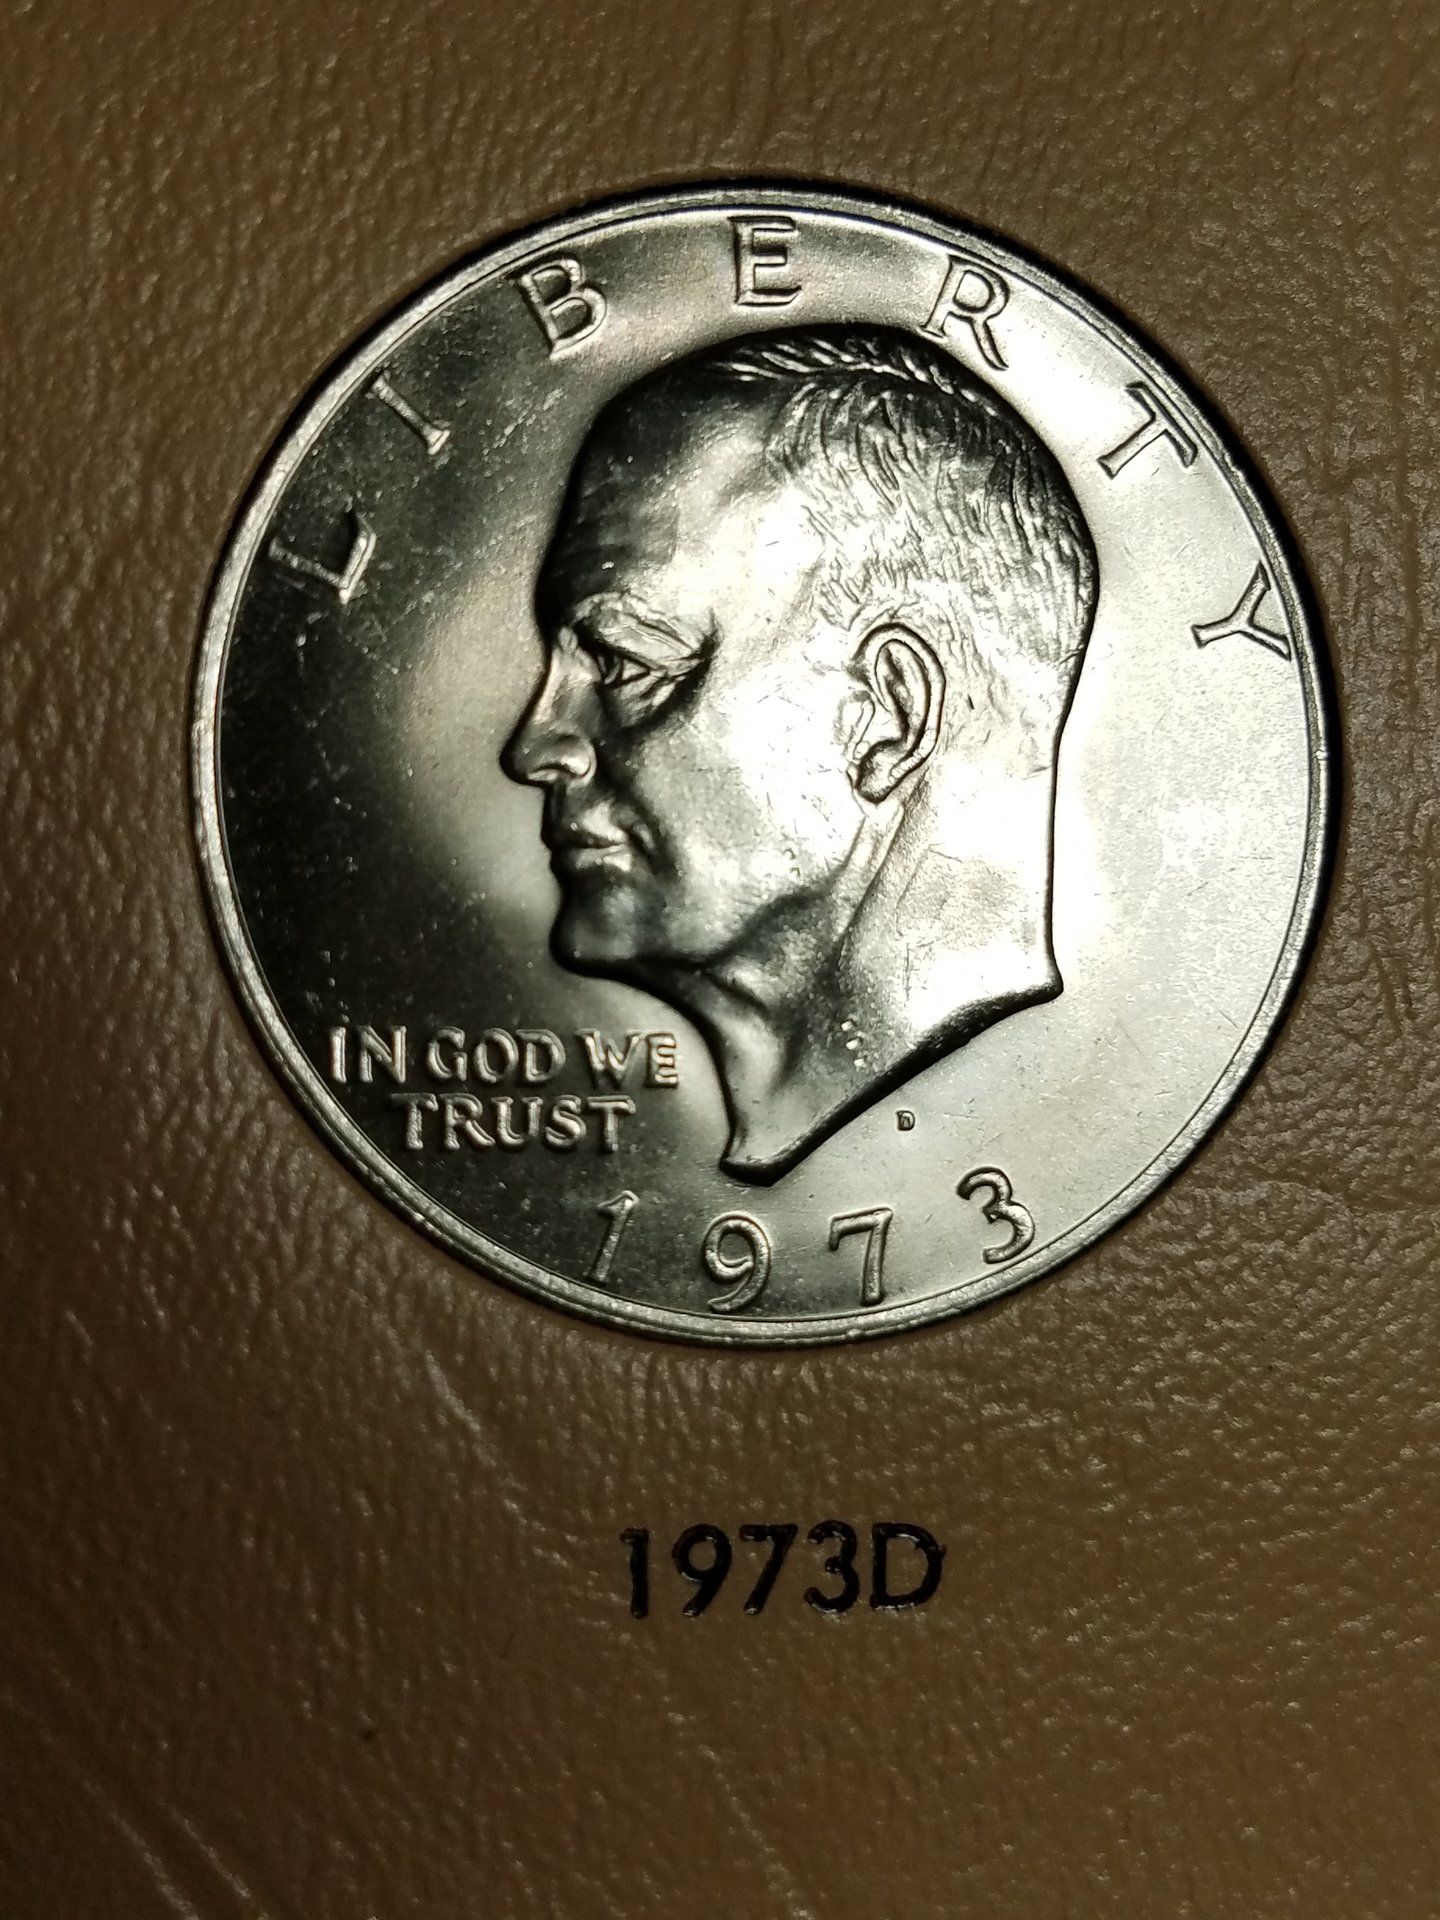 LIBERTY
IN GOD WE
TRUST
D
1973
1973D